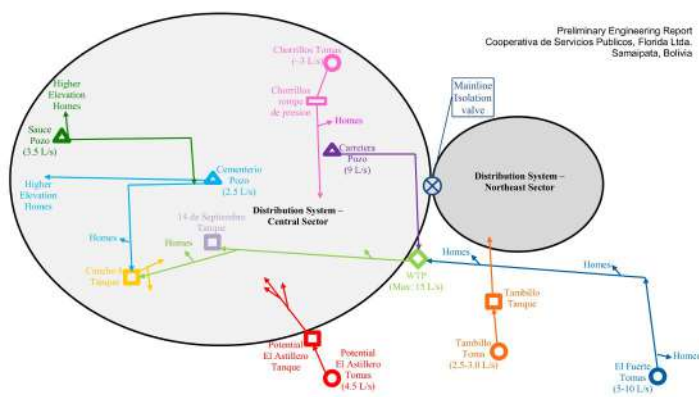 Preliminary Engineering Report
Cooperativa de Servicios Publicos, Florida Ltda.
Samaipata, Bolivia
Chorrillos Tomas
(~3 L/s)
Higher
Elevation
Homes
Chorrillos
rompe
de presion
Homes
Mainline
Isolation
valve
Sauce
Pozo
(3.5 L/s)
Carretera
Pozo
(9 L/s)
Cementerio
Pozo
(2.5 L/s)
Higher
Elevation
Homes
Distribution System –
Northeast Sector
14 de Septiembre
Tanque
Distribution System –
Central Sector
Homes
Homes
Homes
Homes
Tanque
WTP
(Max: 15 L/s)
Tambillo
Tanque
Potential
El Astillero
Tanque
Potential
El Astillero
Tomas
(4.5 L/s)
Tambillo
Toma
(2.5-3.0 L/s)
Homes
El Fuerte
Tomas
(5-10 L/s)